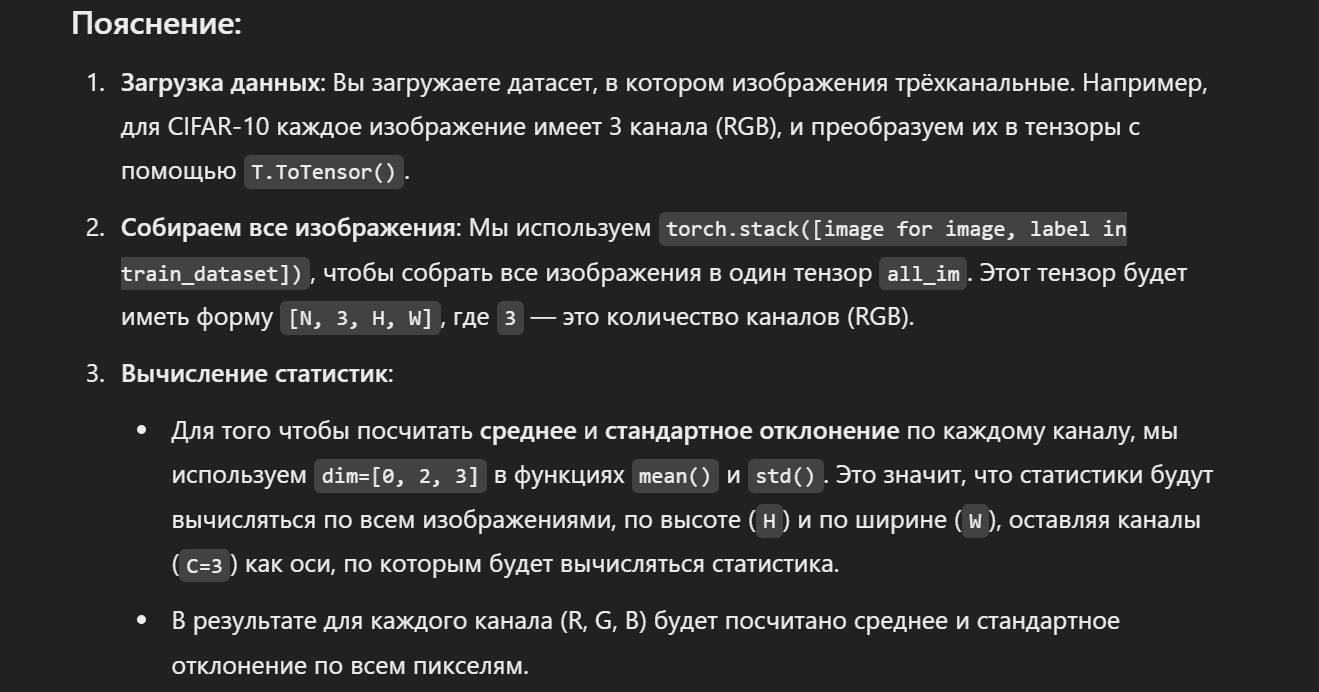 Пояснение:
1. Загрузка данных: Вы загружаете датасет, в котором изображения трёхканальные. Например,
для CIFAR-10 каждое изображение имеет 3 канала (RGB), и преобразуем их в тензоры с
помощью T.ToTensor().
2. Собираем все изображения: Мы используем torch.stack([image for image, label in
train_dataset]), чтобы собрать все изображения в один тензор all_im. Этот тензор будет
иметь форму [N, 3, H, W], где 3 — это количество каналов (RGB).
3. Вычисление статистик:
• Для того чтобы посчитать среднее и стандартное отклонение по каждому каналу, мы
используем dim=[0, 2, 3] в функциях mean() и std(). Это значит, что статистики будут
вычисляться по всем изображениями, по высоте (H) и по ширине (W), оставляя каналы
(C=3) как оси, по которым будет вычисляться статистика.
• В результате для каждого канала (R, G, B) будет посчитано среднее и стандартное
отклонение по всем пикселям.